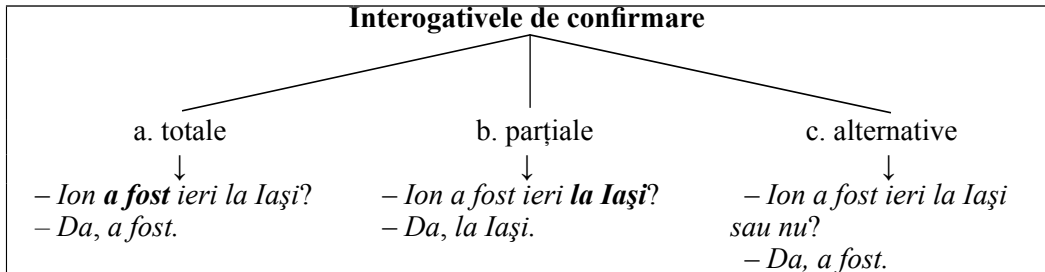 Interogativele de confirmare
a. totale
↓
– Ion a fost ieri la Iaşi?
– Da, a fost.
b. parțiale
↓
– Ion a fost ieri la Iaşi?
– Da, la Iaşi.
c. alternative
↓
– Ion a fost ieri la Iaşi
sau nu?
– Da, a fost.